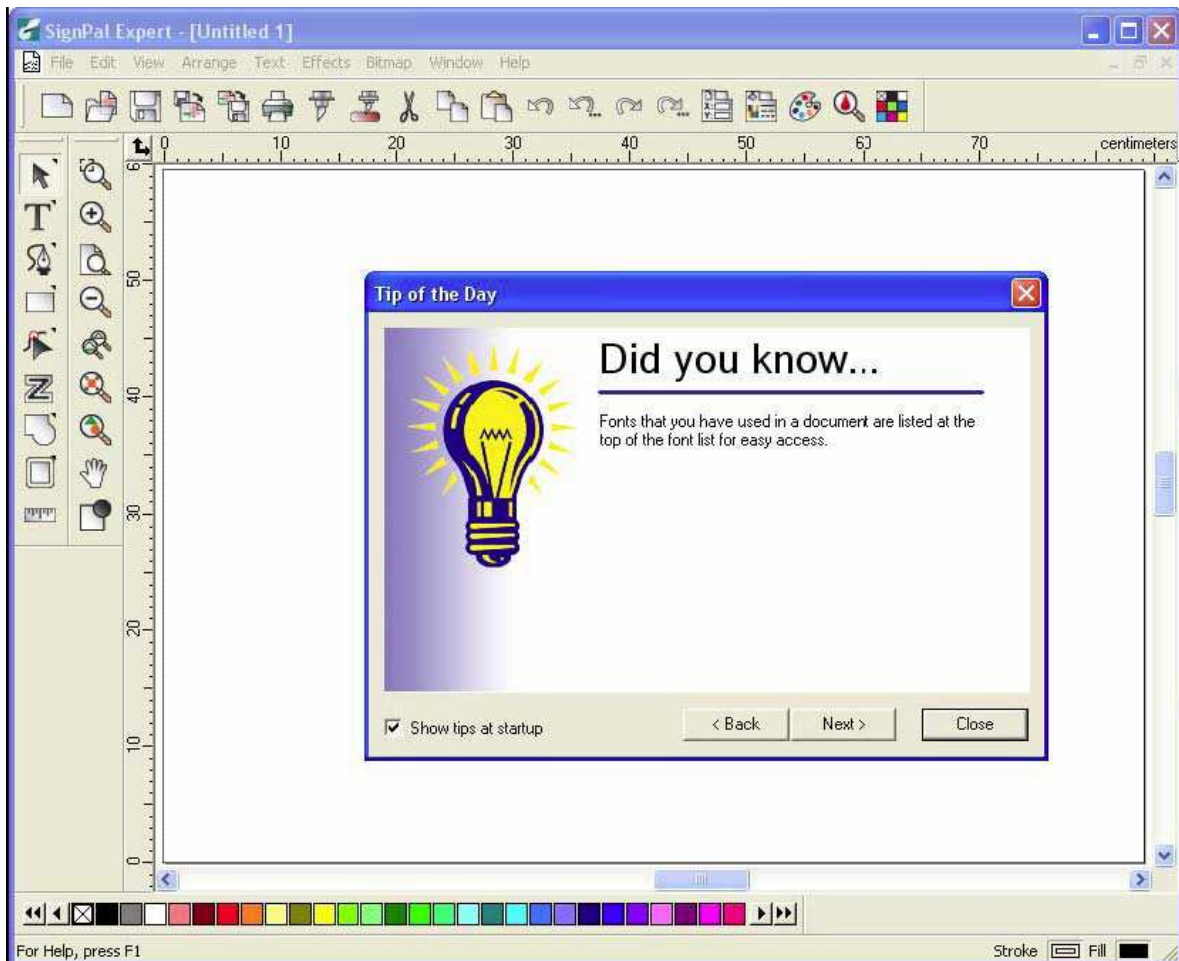 SignPal Expert - [Untitled 1]
File Edit View Arrange Text Effects Bitmap Window Help
0 10 20 30 40 50 60 70 centimeters
6
50
40
30
20
10
0
Tip of the Day
Did you know...
Fonts that you have used in a document are listed at the
top of the font list for easy access.
Show tips at startup
< Back Next > Close
For Help, press F1
Stroke Fill